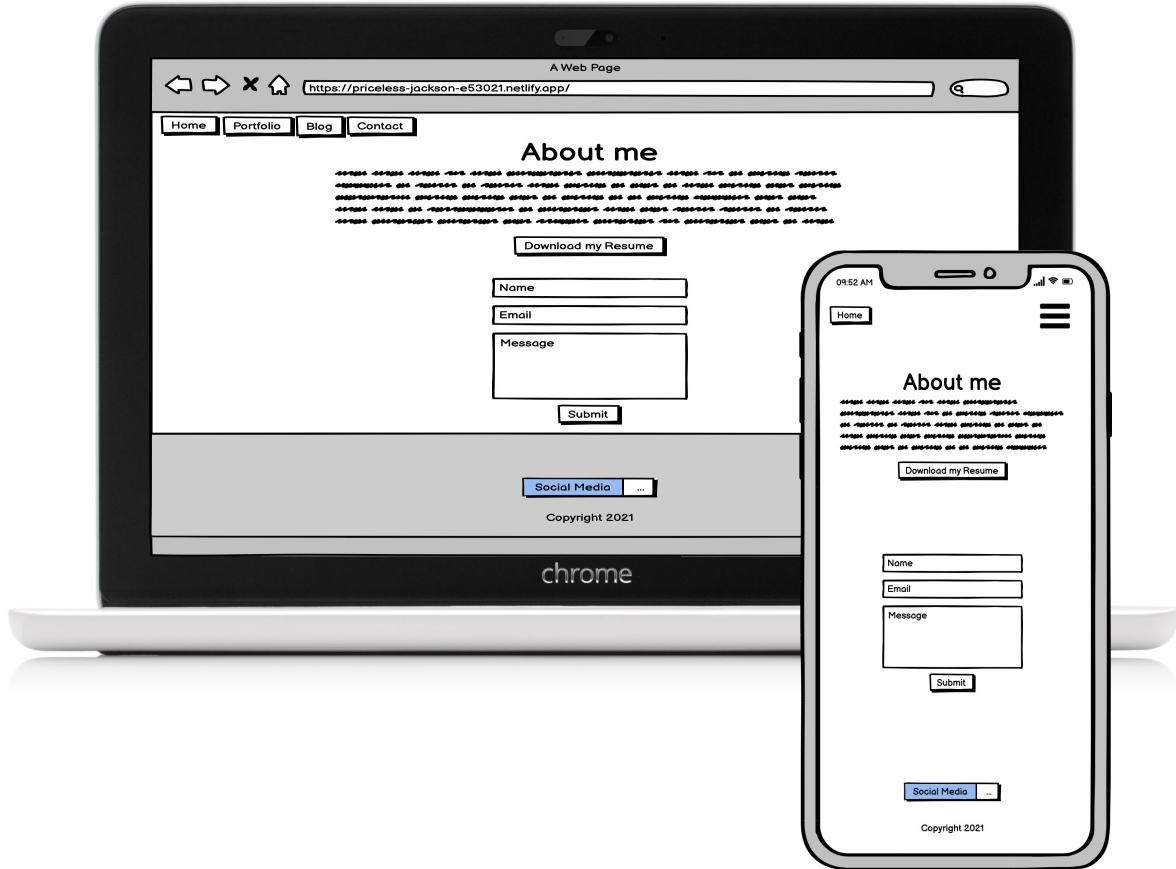 A Web Page
https://priceless-jackson-e53021.netlify.app/
Home Portfolio Blog Contact
About me
Download my Resume
Name
Email
Message
Submit
Social Media ...
Copyright 2021
chrome
09:52 AM
Home
About me
Download my Resume
Name
Email
Message
Submit
Social Media ...
Copyright 2021